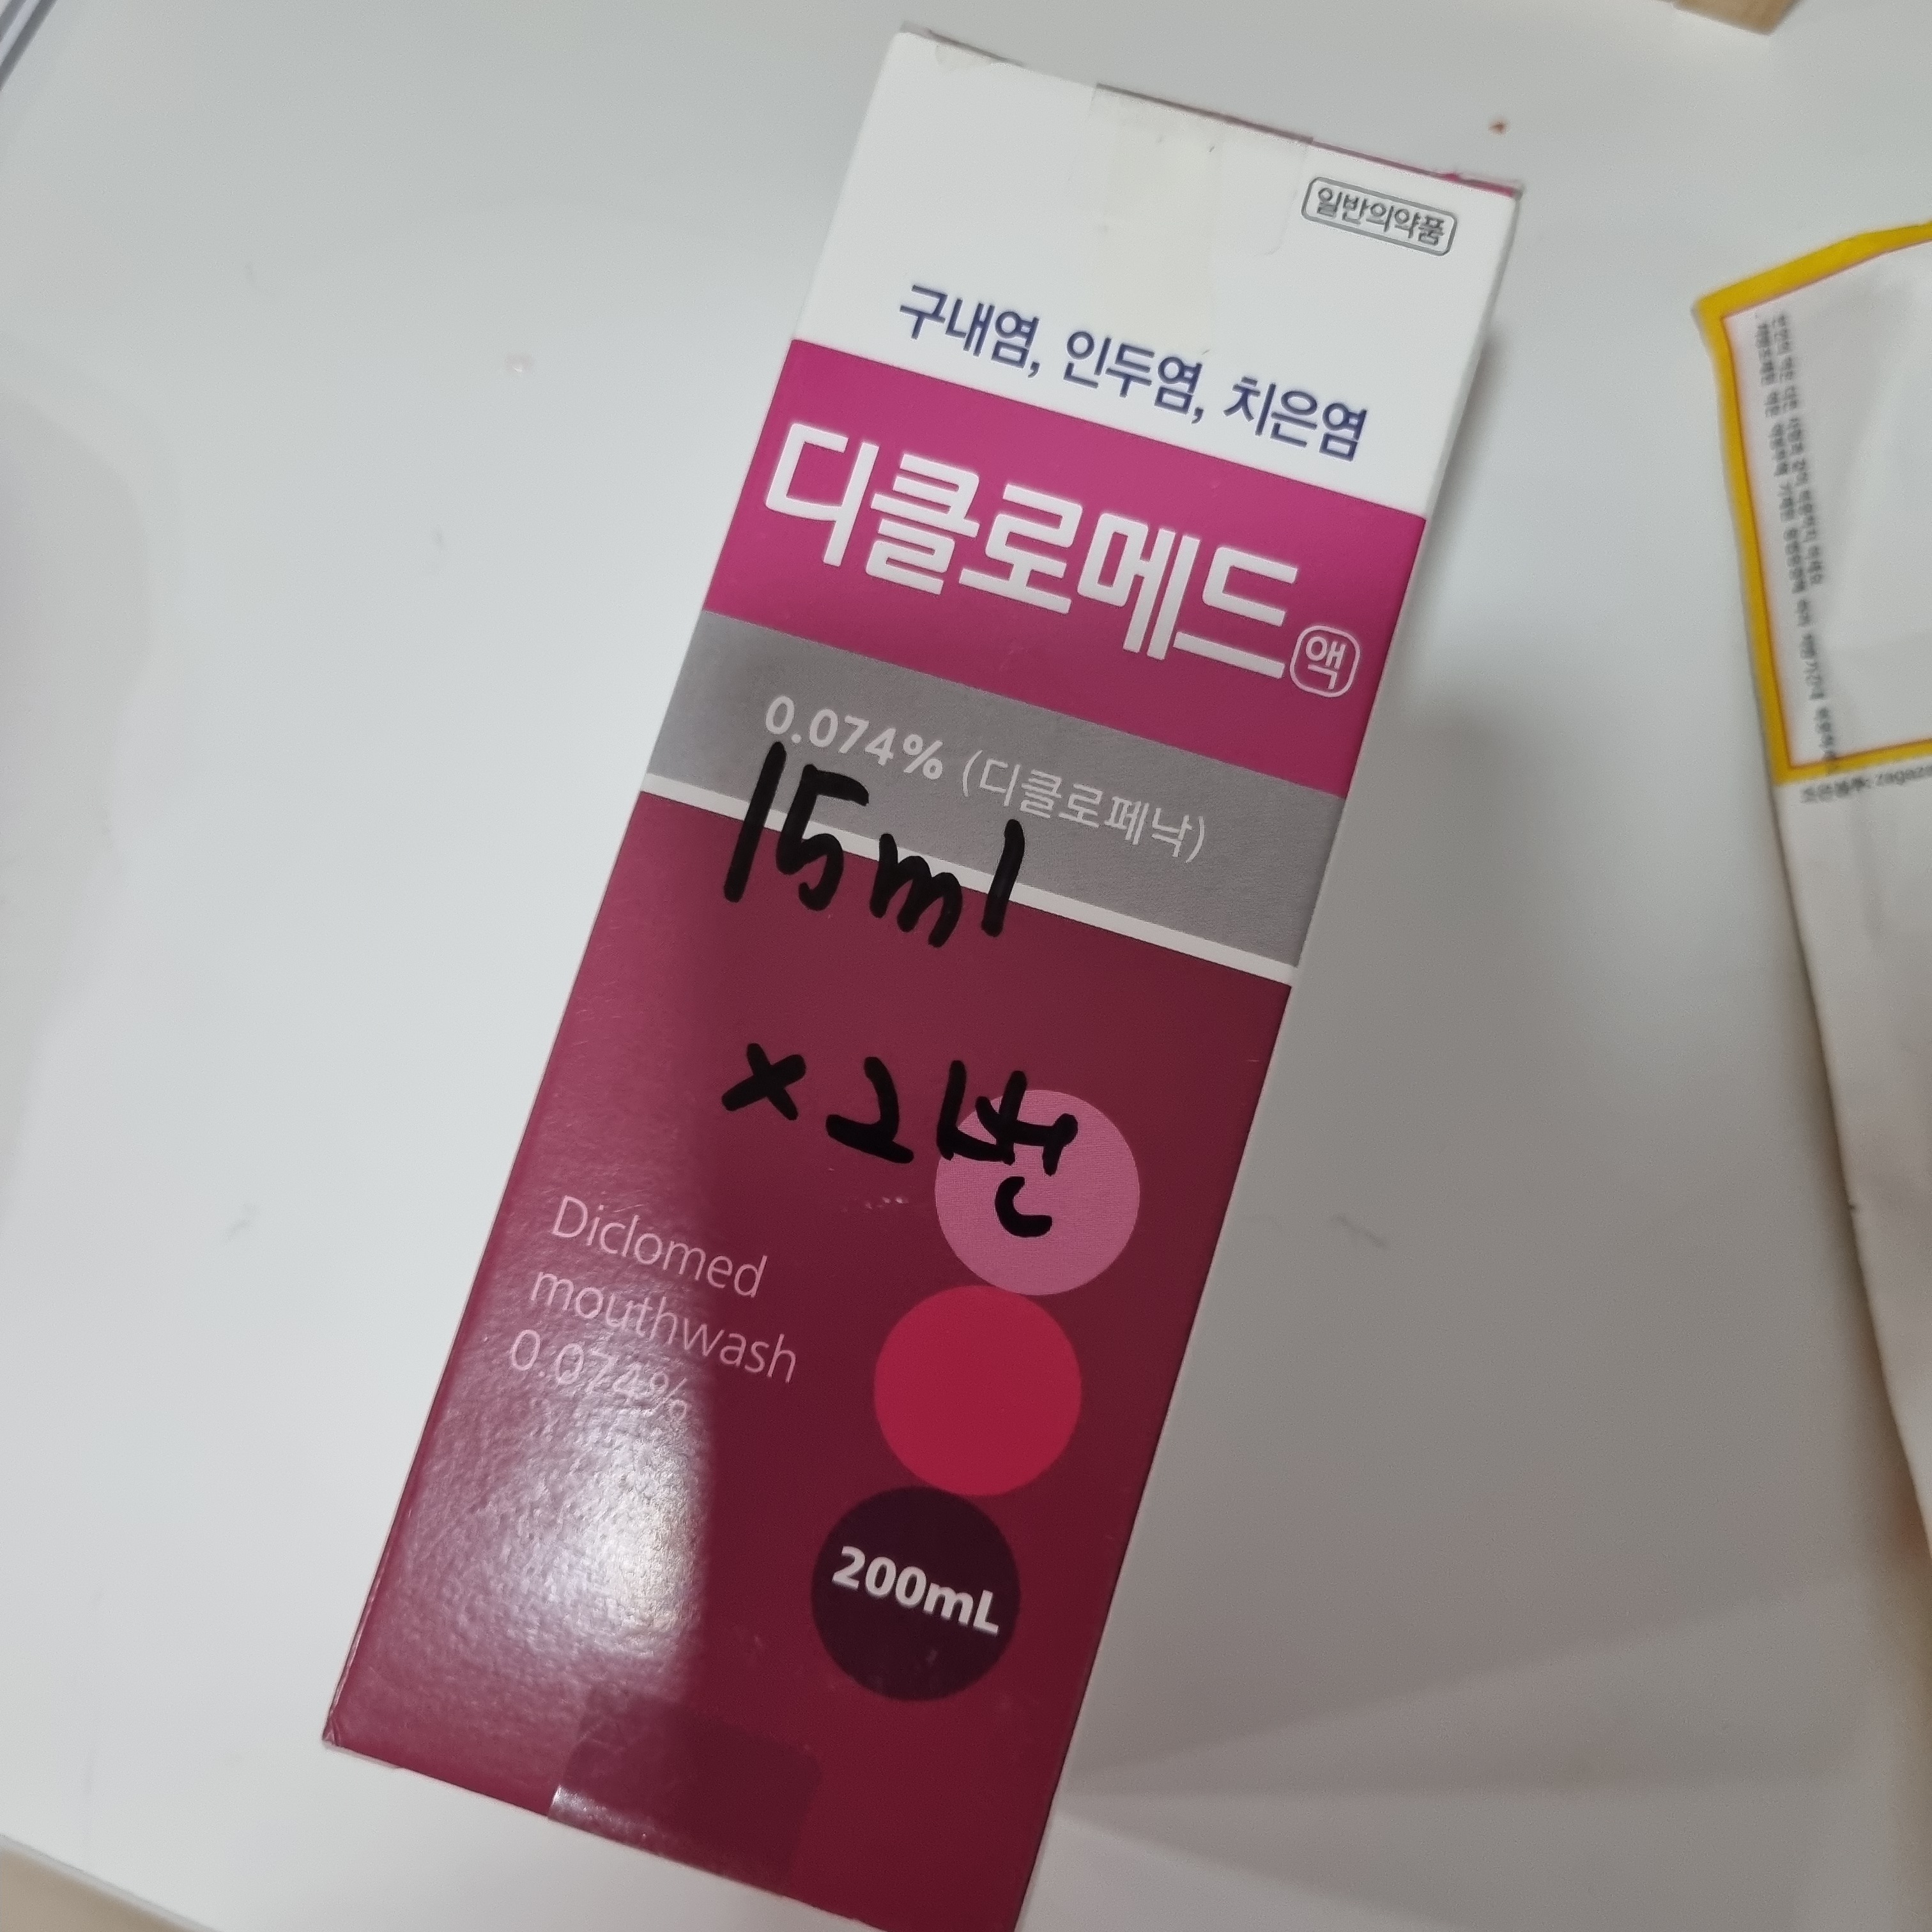 일반의약품
구내염, 인두염, 치은염
디클로메드액
0.074% (디클로페낙)
15ml
x 2번
Diclomed
mouthwash
0.074%
200mL